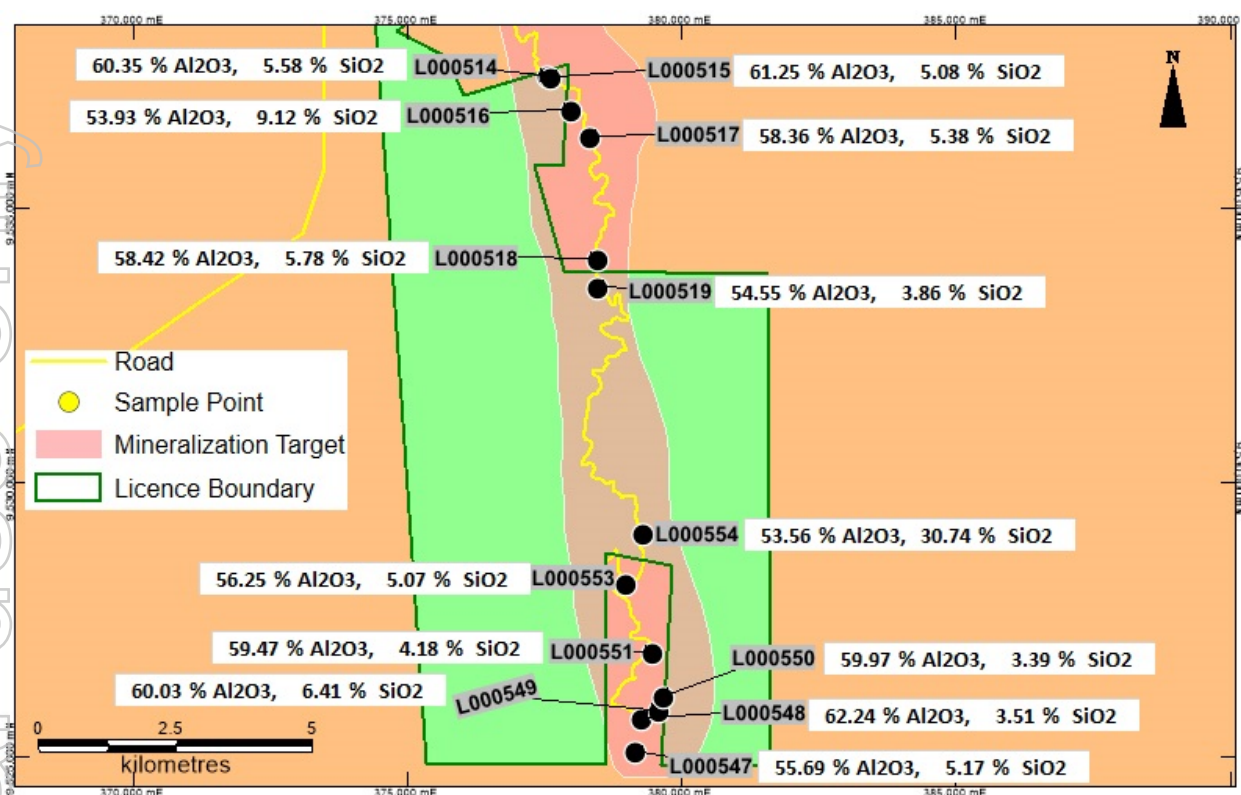 370.000 mE
375.000 mE
380.000 mE
385.000 mE
390.000
60.35 % Al2O3, 5.58 % SiO2
L000514
L000515
61.25 % Al2O3, 5.08 % SiO2
N
53.93 % Al2O3, 9.12 % SiO2
L000516
L000517
58.36 % Al2O3, 5.38 % SiO2
58.42 % Al2O3, 5.78 % SiO2
L000518
L000519
54.55 % Al2O3, 3.86 % SiO2
Road
Sample Point
Mineralization Target
Licence Boundary
9,530,000 mN
L000554
53.56 % Al2O3, 30.74 % SiO2
56.25 % Al2O3, 5.07 % SiO2
L000553
59.47 % Al2O3, 4.18 % SiO2
L000551
L000550
59.97 % Al2O3, 3.39 % SiO2
60.03 % Al2O3, 6.41 % SiO2
L000549
L000548
62.24 % Al2O3, 3.51 % SiO2
0 2.5 5
kilometres
L000547
55.69 % Al2O3, 5.17 % SiO2
370.000 mE
375.000 mE
380.000 mE
385.000 mE
390.000